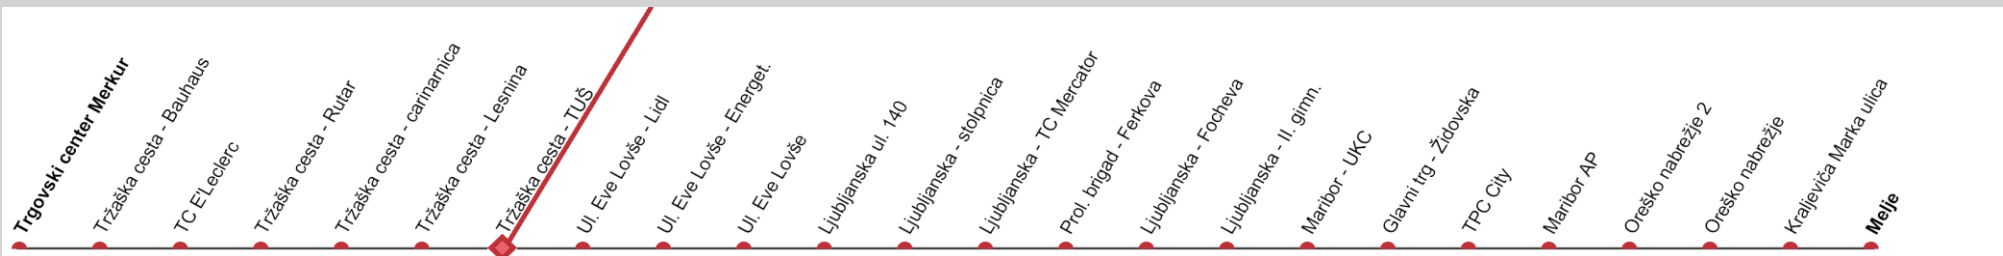 Trgovski center Merkur
Tržaška cesta - Bauhaus
TC E'Leclerc
Tržaška cesta - Rutar
Tržaška cesta - carinarnica
Tržaška cesta - Lesnina
Tržaška cesta - TUŠ
Ul. Eve Lovše - Lidl
Ul. Eve Lovše - Energet.
Ul. Eve Lovše
Ljubljanska ul. 140
Ljubljanska - stolpnica
Ljubljanska - TC Mercator
Prol. brigad - Ferkova
Ljubljanska - Focheva
Ljubljanska - II. gimn.
Maribor - UKC
Glavni trg - Židovska
TPC City
Maribor AP
Oreško nabrežje 2
Oreško nabrežje
Kraljeviča Marka ulica
Melje